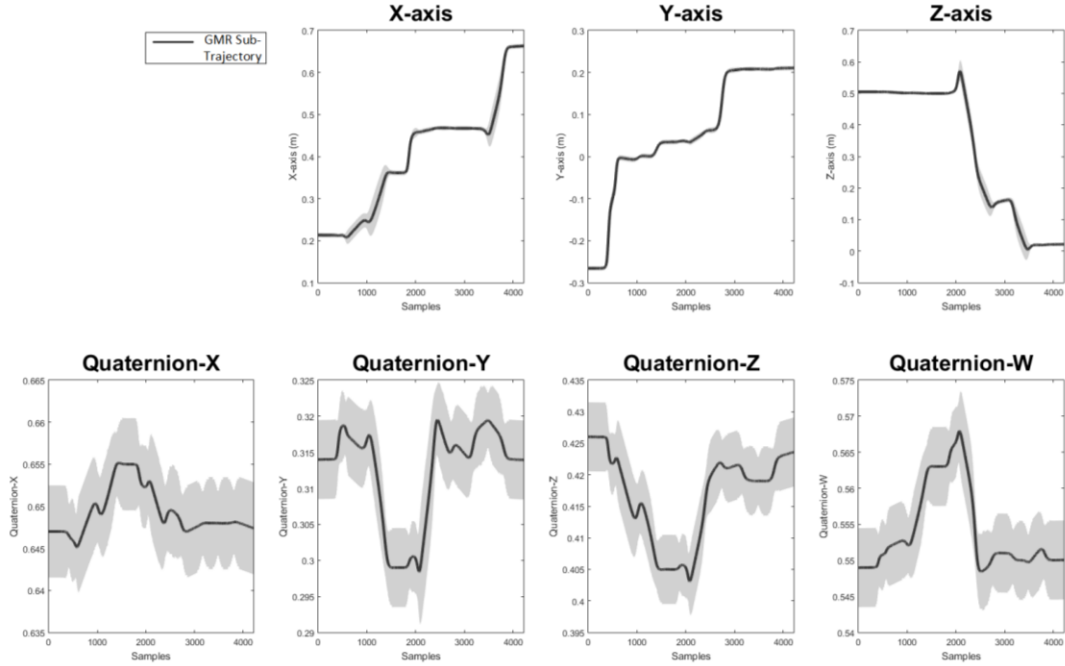 GMR Sub-
Trajectory
X-axis
X-axis (m)
0.7
0.6
0.5
0.4
0.3
0.2
0.1
0 1000 2000 3000 4000
Samples
Y-axis
Y-axis (m)
0.3
0.2
0.1
0
-0.1
-0.2
-0.3
0 1000 2000 3000 4000
Samples
Z-axis
Z-axis (m)
0.7
0.6
0.5
0.4
0.3
0.2
0.1
0
-0.1
0 1000 2000 3000 4000
Samples
Quaternion-X
Quaternion-X
0.665
0.66
0.655
0.65
0.645
0.64
0.635
0 1000 2000 3000 4000
Samples
Quaternion-Y
Quaternion-Y
0.325
0.32
0.315
0.31
0.305
0.3
0.295
0.29
0 1000 2000 3000 4000
Samples
Quaternion-Z
Quaternion-Z
0.435
0.43
0.425
0.42
0.415
0.41
0.405
0.4
0.395
0 1000 2000 3000 4000
Samples
Quaternion-W
Quaternion-W
0.575
0.57
0.565
0.56
0.555
0.55
0.545
0.54
0 1000 2000 3000 4000
Samples